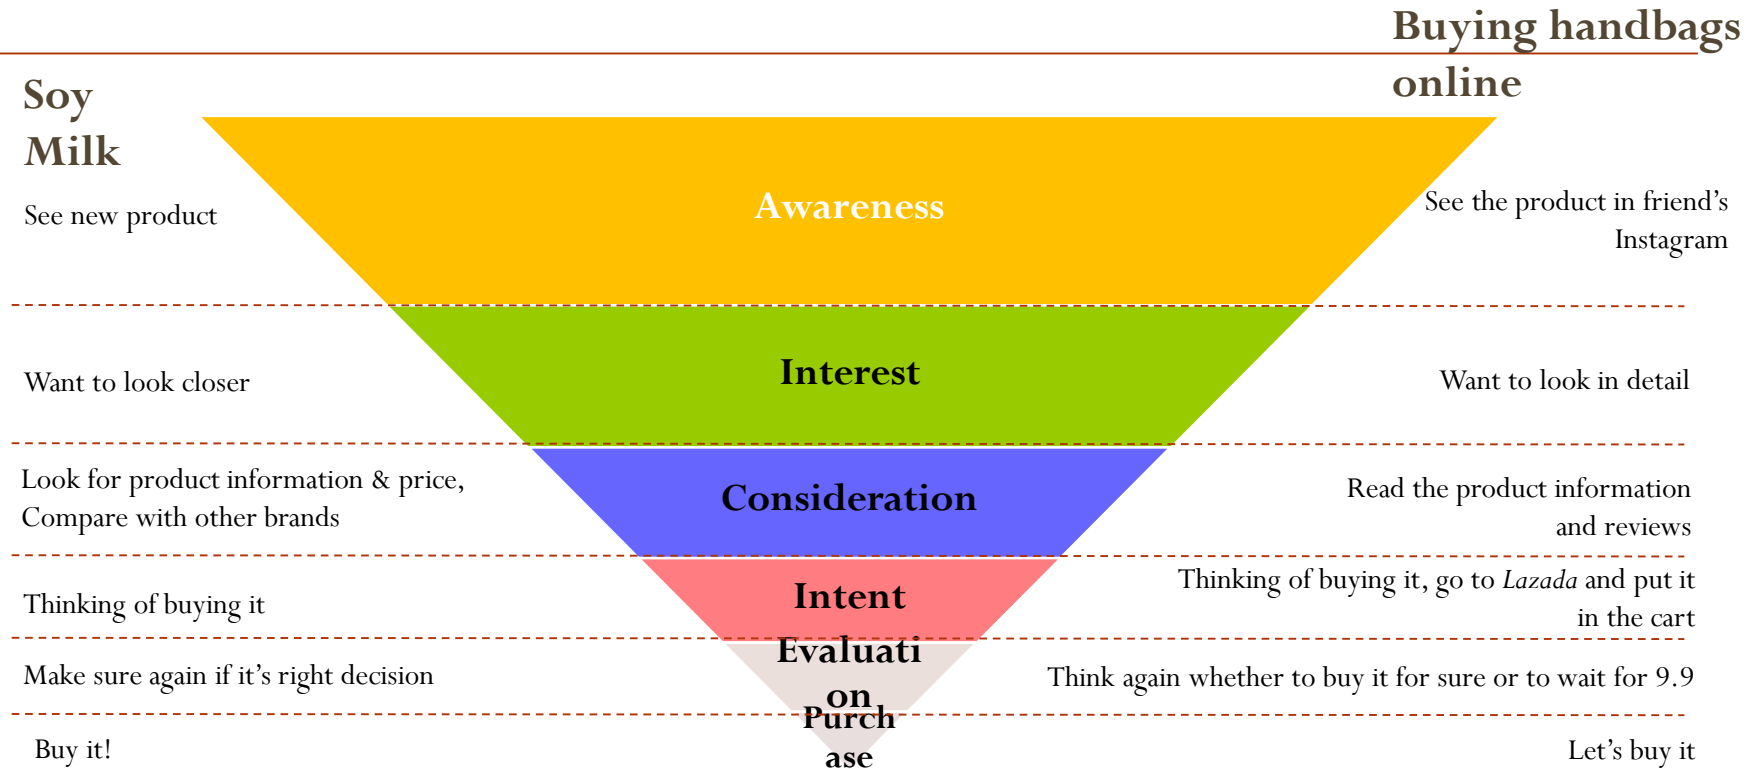 Buying handbags
online
Soy
Milk
See new product
Awareness
See the product in friend’s
Instagram
Want to look closer
Interest
Want to look in detail
Look for product information & price,
Compare with other brands
Consideration
Read the product information
and reviews
Thinking of buying it
Intent
Thinking of buying it, go to Lazada and put it
in the cart
Make sure again if it’s right decision
Evaluati
on
Think again whether to buy it for sure or to wait for 9.9
Buy it!
Purch
ase
Let’s buy it